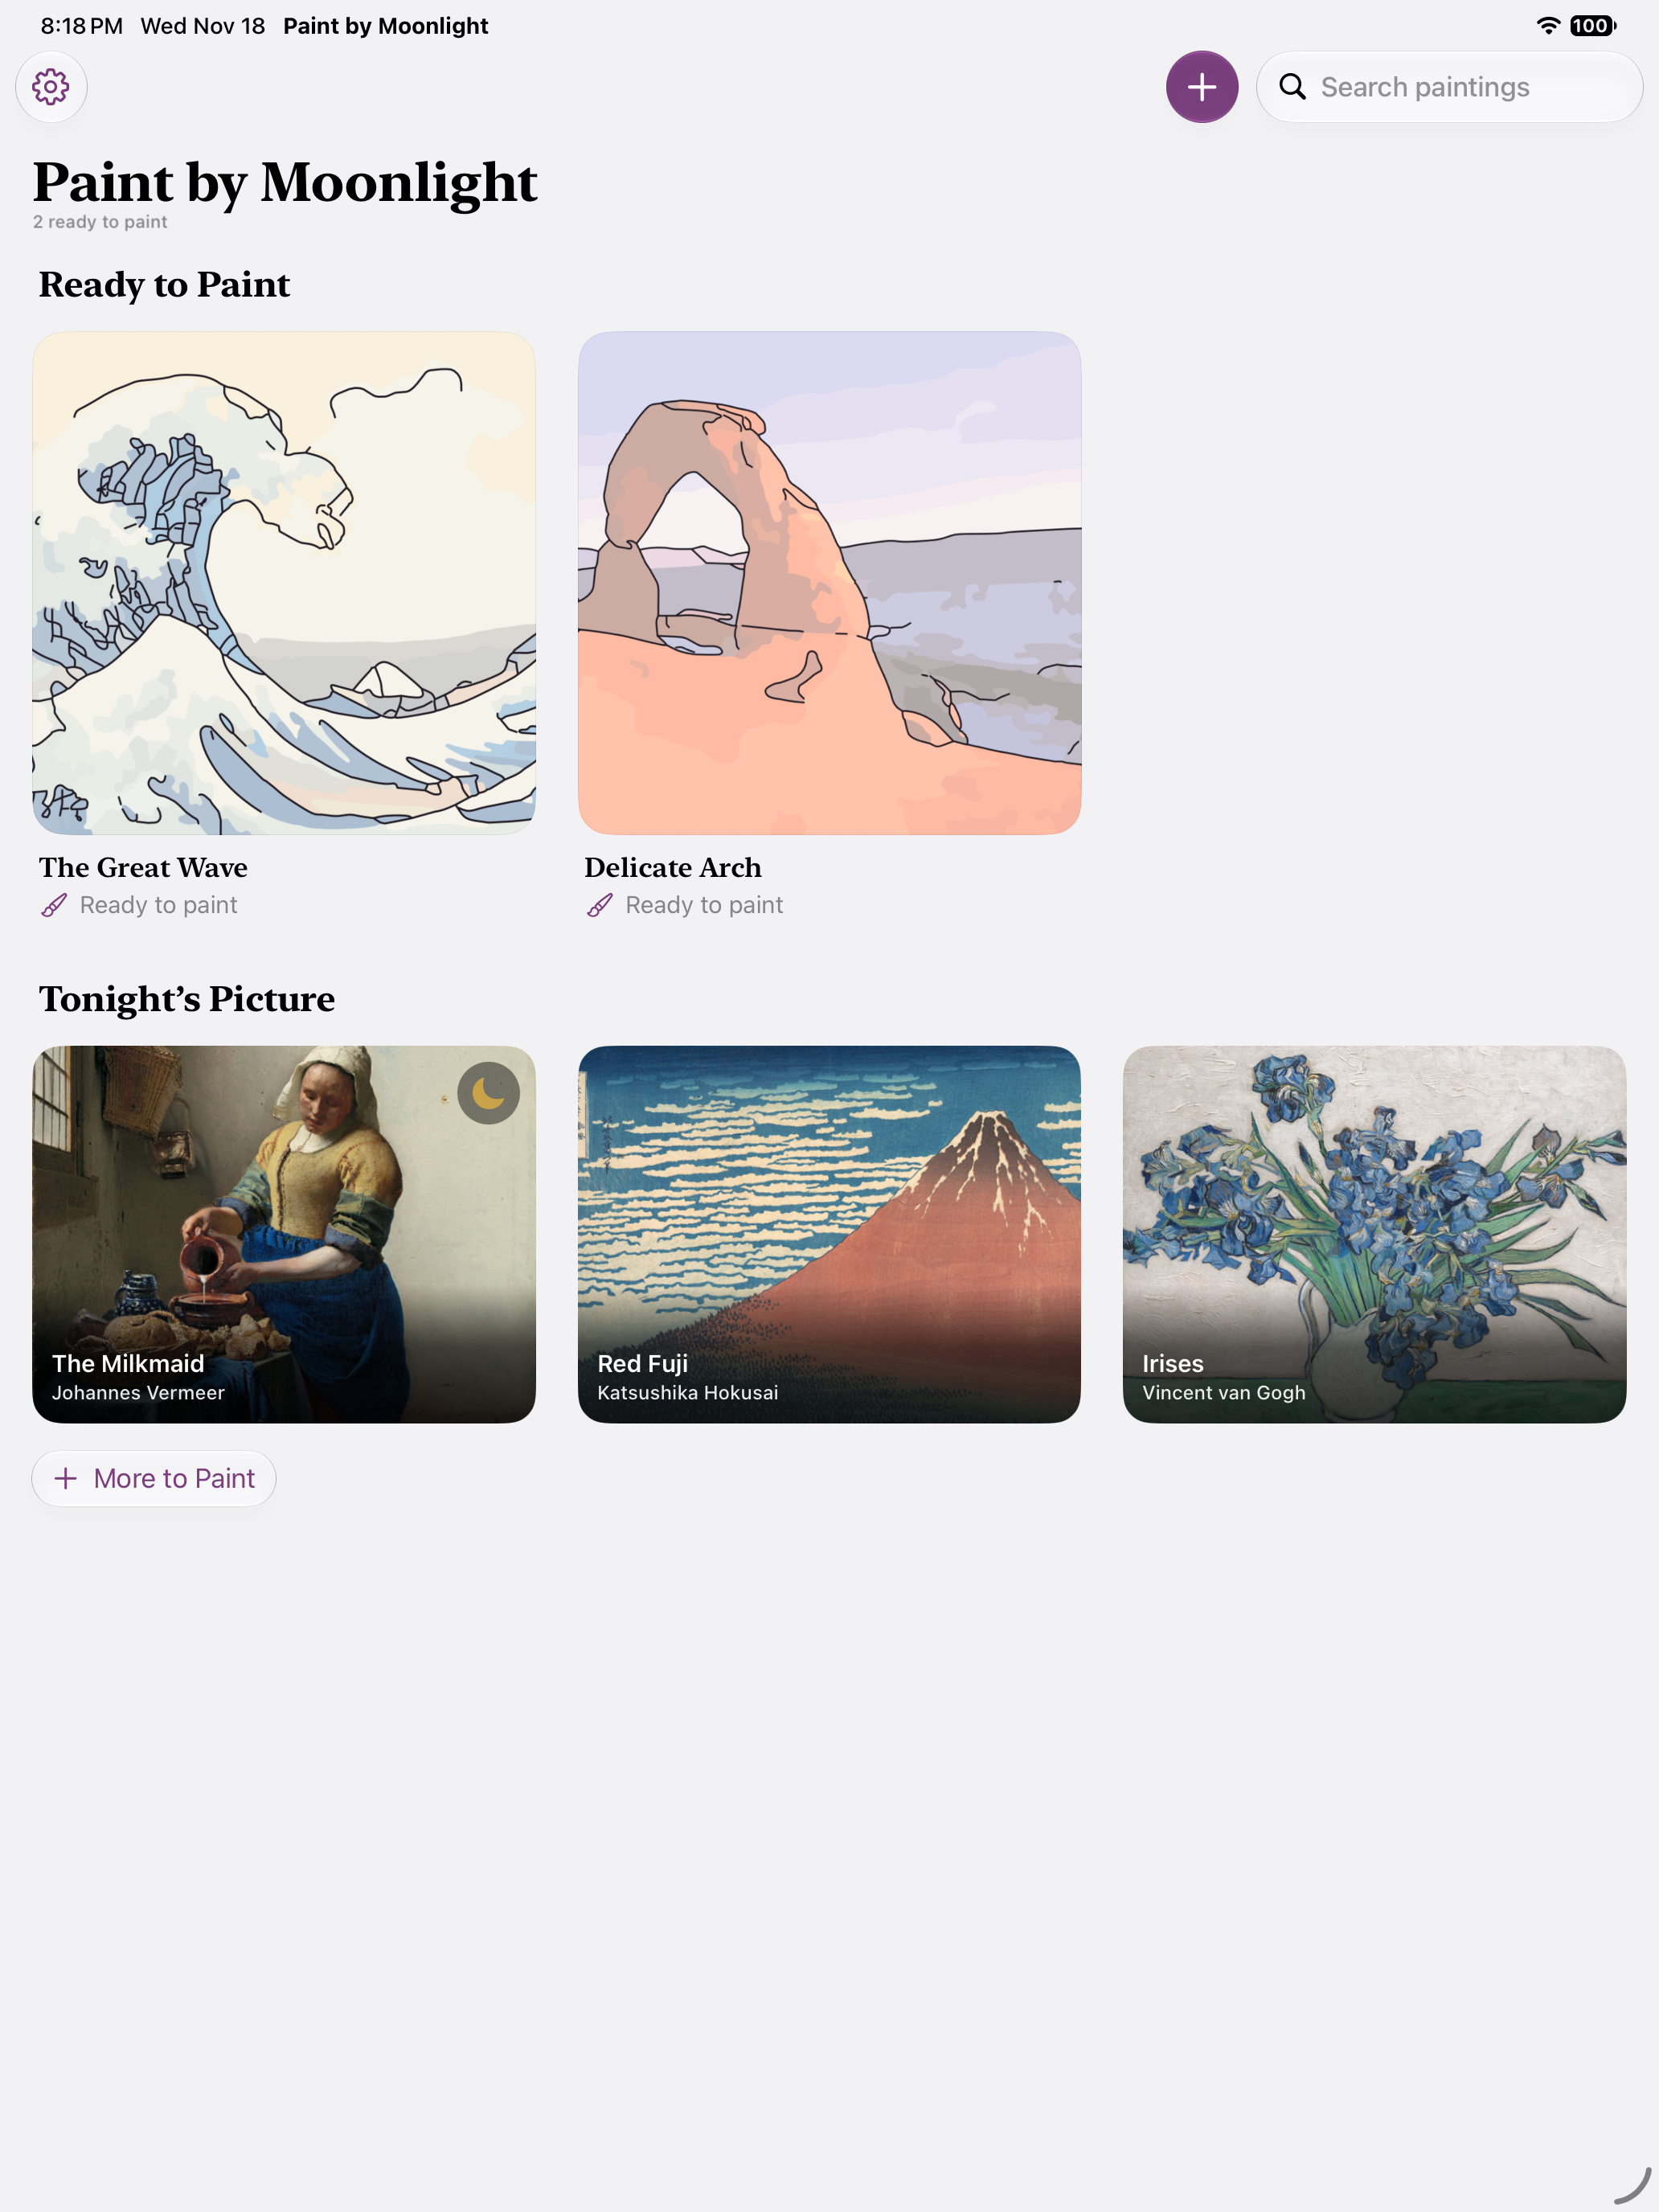 8:18 PM Wed Nov 18 Paint by Moonlight
100
Search paintings
Paint by Moonlight
2 ready to paint
Ready to Paint
The Great Wave
Ready to paint
Delicate Arch
Ready to paint
Tonight’s Picture
The Milkmaid
Johannes Vermeer
Red Fuji
Katsushika Hokusai
Irises
Vincent van Gogh
More to Paint